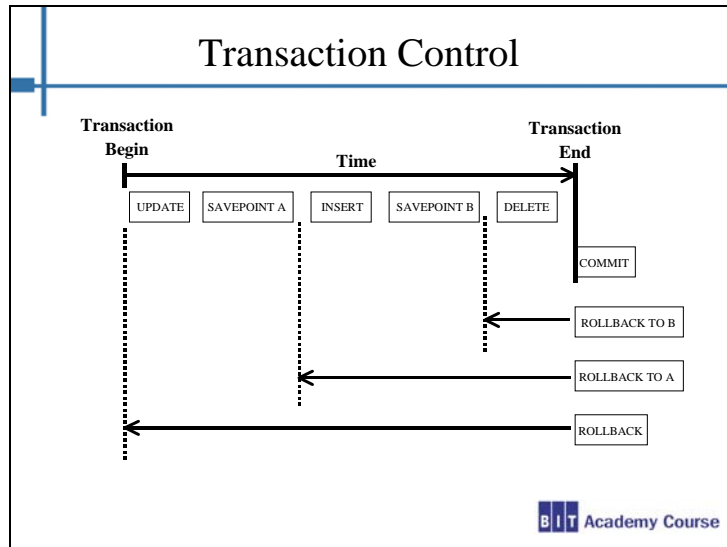 Transaction Control
Transaction
Begin
Transaction
End
Time
UPDATE
SAVEPOINT A
INSERT
SAVEPOINT B
DELETE
COMMIT
ROLLBACK TO B
ROLLBACK TO A
ROLLBACK
BIT Academy Course